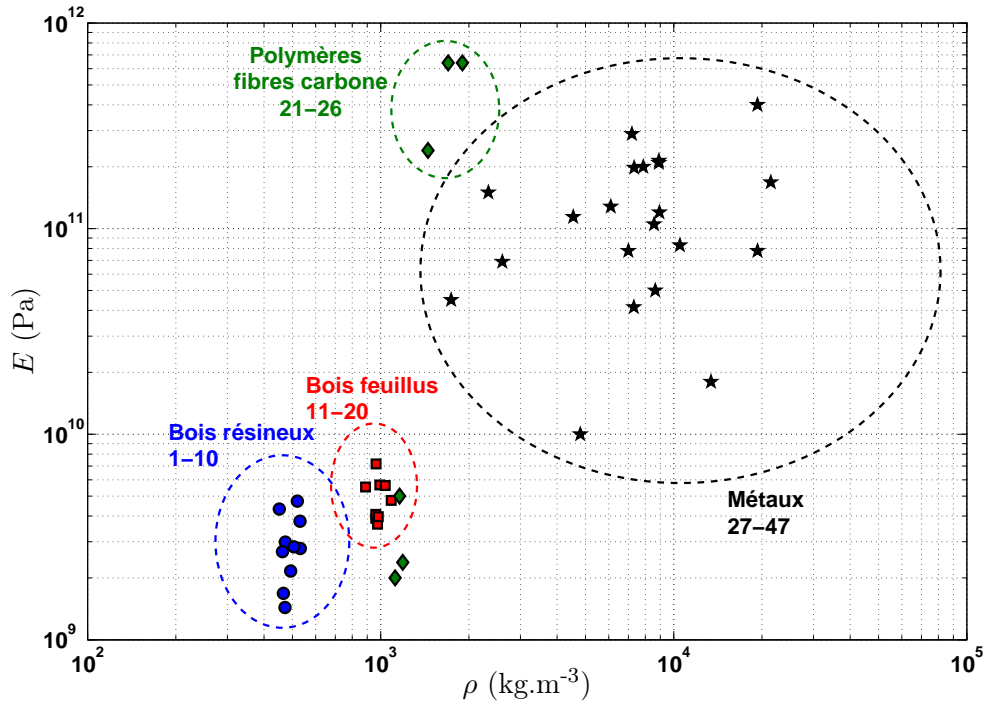 10^12
Polymères
fibres carbone
21–26
10^11
E (Pa)
Bois feuillus
11–20
10^10
Bois résineux
1–10
Métaux
27–47
10^9
10^2
10^3
10^4
10^5
ρ (kg.m^-3)